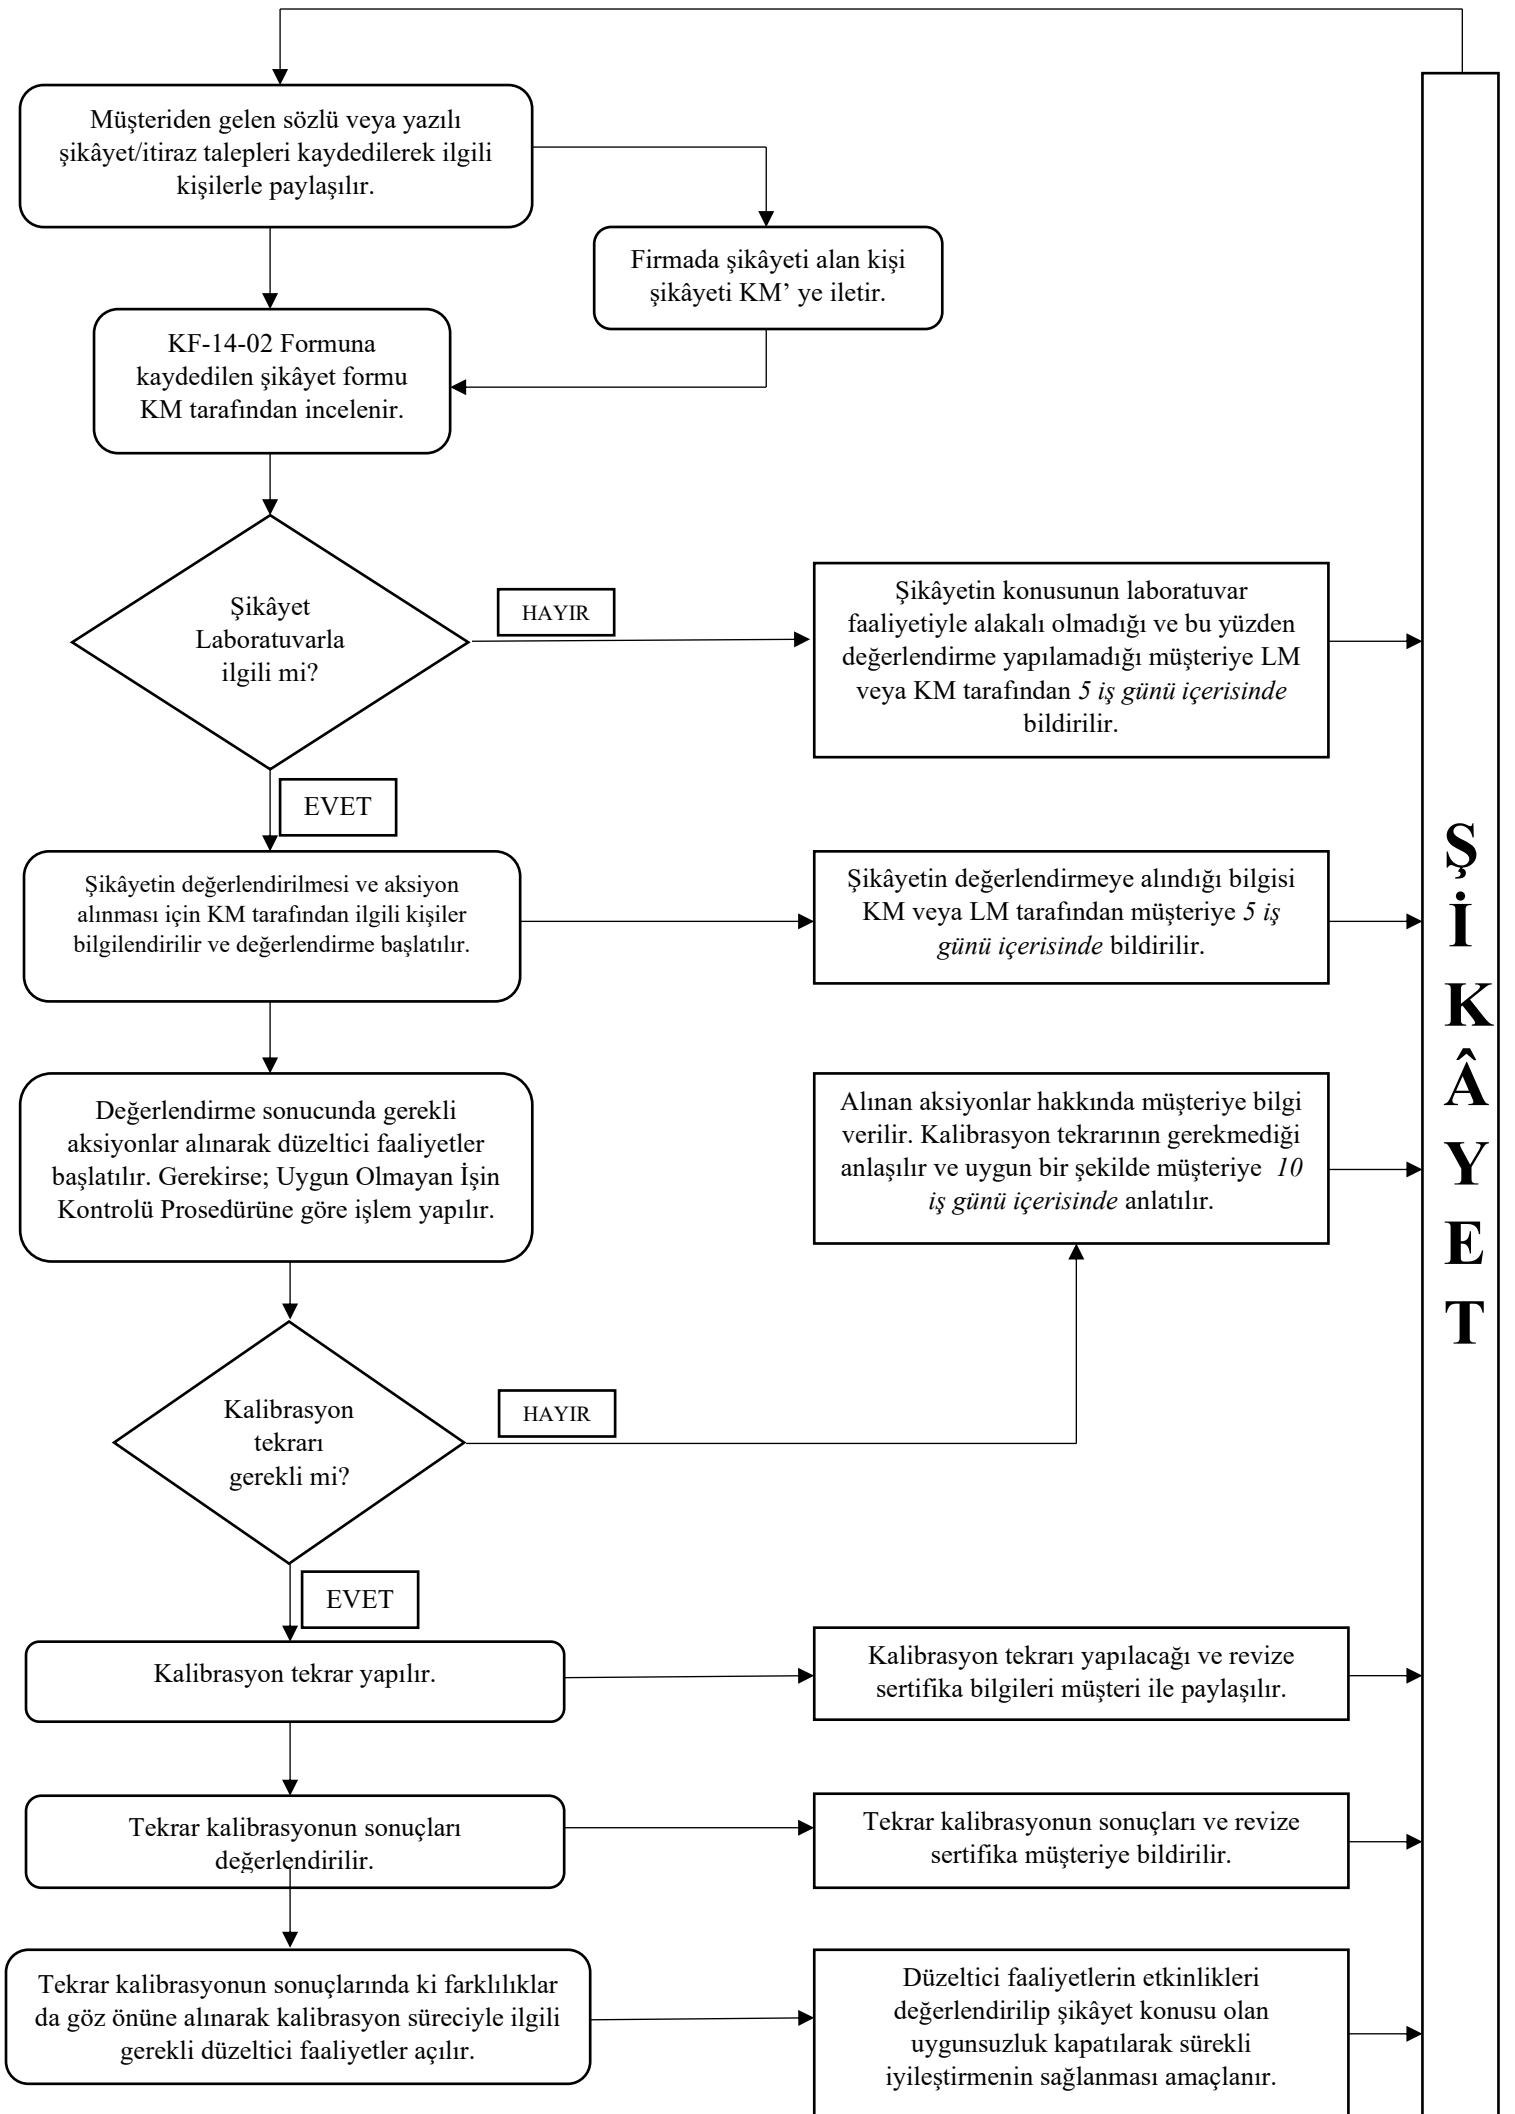 Müşteriden gelen sözlü veya yazılı
şikâyet/itiraz talepleri kaydedilerek ilgili
kişilerle paylaşılır.
Firmada şikâyeti alan kişi
şikâyeti KM’ ye iletir.
KF-14-02 Formuna
kaydedilen şikâyet formu
KM tarafından incelenir.
Şikâyet
Laboratuvarla
ilgili mi?
HAYIR
Şikâyetin konusunun laboratuvar
faaliyetiyle alakalı olmadığı ve bu yüzden
değerlendirme yapılamadığı müşteriye LM
veya KM tarafından 5 iş günü içerisinde
bildirilir.
EVET
Şikâyetin değerlendirilmesi ve aksiyon
alınması için KM tarafından ilgili kişiler
bilgilendirilir ve değerlendirme başlatılır.
Şikâyetin değerlendirmeye alındığı bilgisi
KM veya LM tarafından müşteriye 5 iş
günü içerisinde bildirilir.
Değerlendirme sonucunda gerekli
aksiyonlar alınarak düzeltici faaliyetler
başlatılır. Gerekirse; Uygun Olmayan İşin
Kontrolü Prosedürüne göre işlem yapılır.
Alınan aksiyonlar hakkında müşteriye bilgi
verilir. Kalibrasyon tekrarının gerekmediği
anlaşılır ve uygun bir şekilde müşteriye 10
iş günü içerisinde anlatılır.
Kalibrasyon
tekrarı
gerekli mi?
HAYIR
EVET
Kalibrasyon tekrar yapılır.
Kalibrasyon tekrarı yapılacağı ve revize
sertifika bilgileri müşteri ile paylaşılır.
Tekrar kalibrasyonun sonuçları
değerlendirilir.
Tekrar kalibrasyonun sonuçları ve revize
sertifika müşteriye bildirilir.
Tekrar kalibrasyonun sonuçlarında ki farklılıklar
da göz önüne alınarak kalibrasyon süreciyle ilgili
gerekli düzeltici faaliyetler açılır.
Düzeltici faaliyetlerin etkinlikleri
değerlendirilip şikâyet konusu olan
uygunsuzluk kapatılarak sürekli
iyileştirmenin sağlanması amaçlanır.
Ş
İ
K
Â
Y
E
T